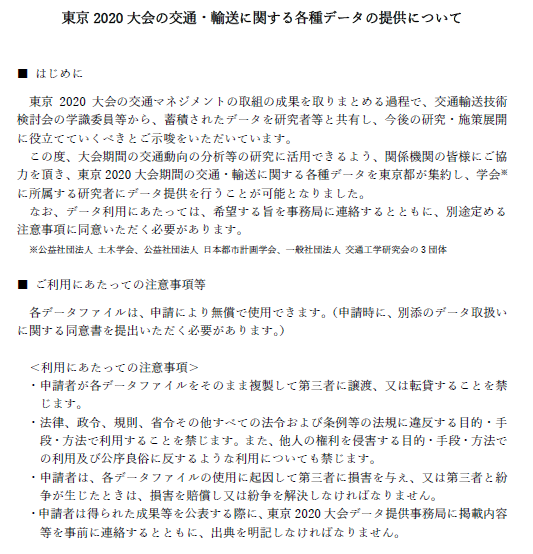 東京 2020 大会の交通・輸送に関する各種データの提供について
■ はじめに
東京 2020 大会の交通マネジメントの取組の成果を取りまとめる過程で、交通輸送技術
検討会の学識委員等から、蓄積されたデータを研究者等と共有し、今後の研究・施策展開
に役立てていくべきとご示唆をいただいています。
この度、大会期間の交通動向の分析等の研究に活用できるよう、関係機関の皆様にご協
力を頂き、東京 2020 大会期間の交通・輸送に関する各種データを東京都が集約し、学会※
に所属する研究者にデータ提供を行うことが可能となりました。
なお、データ利用にあたっては、希望する旨を事務局に連絡するとともに、別途定める
注意事項に同意いただく必要があります。
※公益社団法人 土木学会、公益社団法人 日本都市計画学会、一般社団法人 交通工学研究会の 3 団体
■ ご利用にあたっての注意事項等
各データファイルは、申請により無償で使用できます。（申請時に、別添のデータ取扱い
に関する同意書を提出いただく必要があります。）
＜利用にあたっての注意事項＞
・申請者が各データファイルをそのまま複製して第三者に譲渡、又は転貸することを禁
じます。
・法律、政令、規則、省令その他すべての法令および条例等の法規に違反する目的・手
段・方法で利用することを禁じます。また、他人の権利を侵害する目的・手段・方法で
の利用及び公序良俗に反するような利用についても禁じます。
・申請者は、各データファイルの使用に起因して第三者に損害を与え、又は第三者と紛
争が生じたときは、損害を賠償し又は紛争を解決しなければなりません。
・申請者は得られた成果等を公表する際に、東京 2020 大会データ提供事務局に掲載内容
等を事前に連絡するとともに、出典を明記しなければなりません。